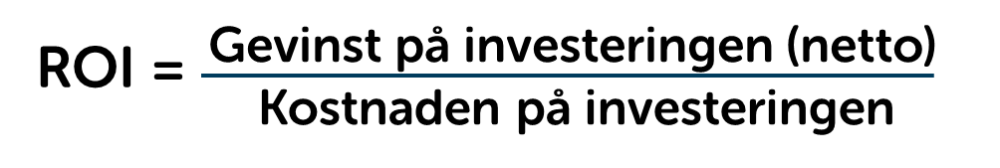 ROI = Gevinst på investeringen (netto)
Kostnaden på investeringen